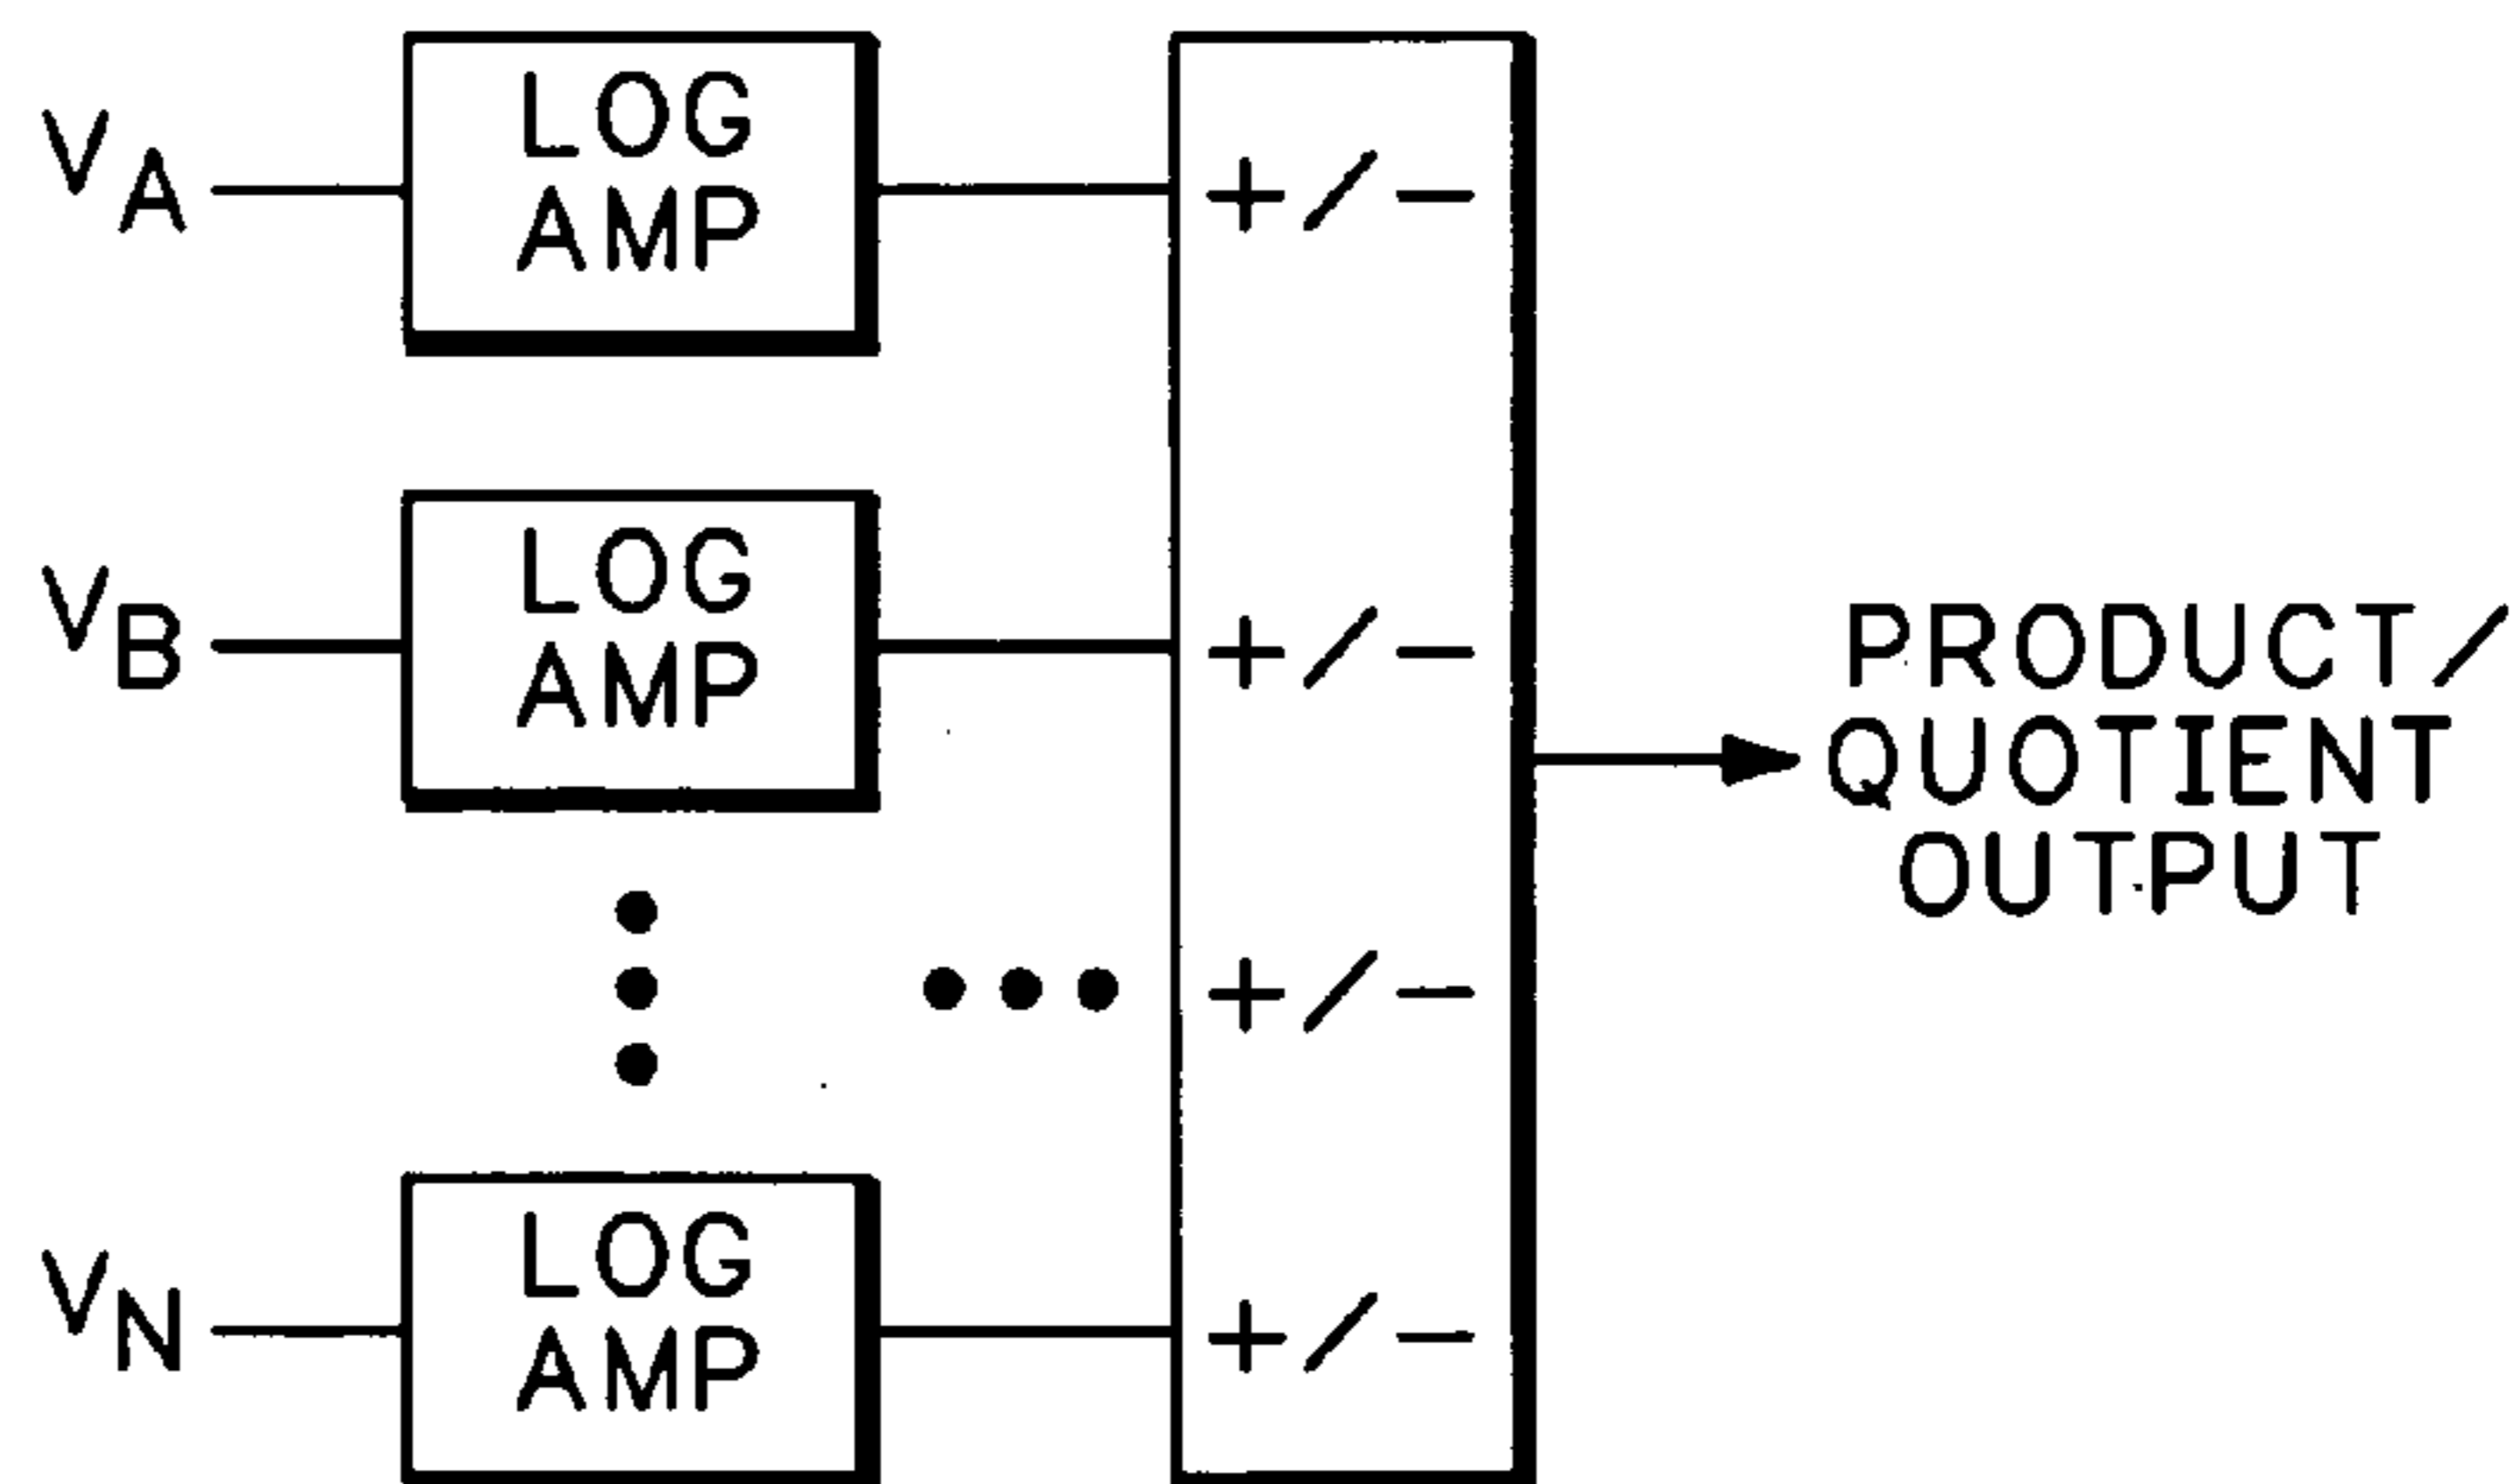 VA
LOG
AMP
+/-
VB
LOG
AMP
+/-
PRODUCT/
QUOTIENT
OUTPUT
+/-
VN
LOG
AMP
+/-